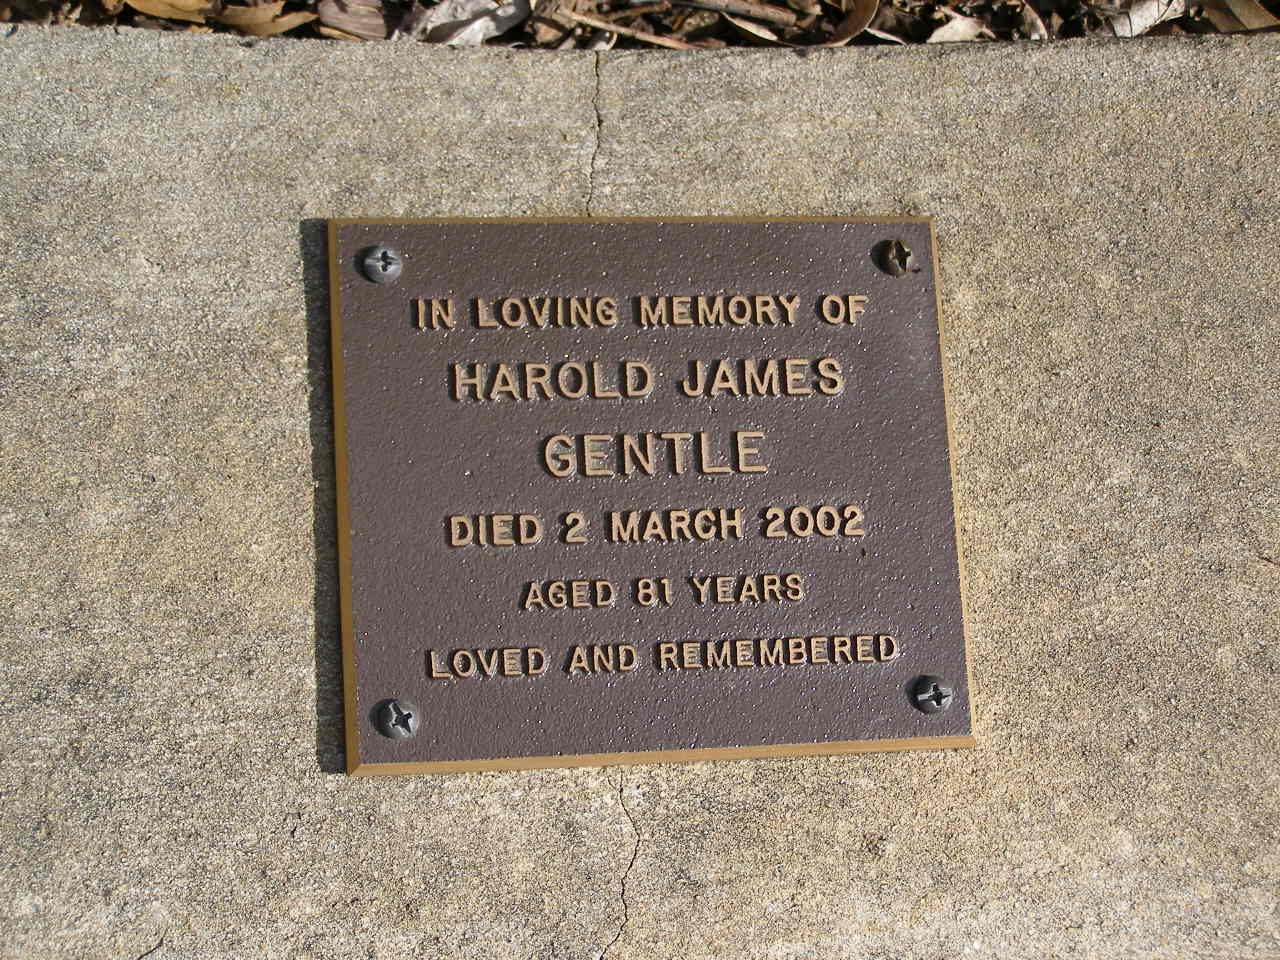 IN LOVING MEMORY OF
HAROLD JAMES
GENTLE
DIED 2 MARCH 2002
AGED 81 YEARS
LOVED AND REMEMBERED